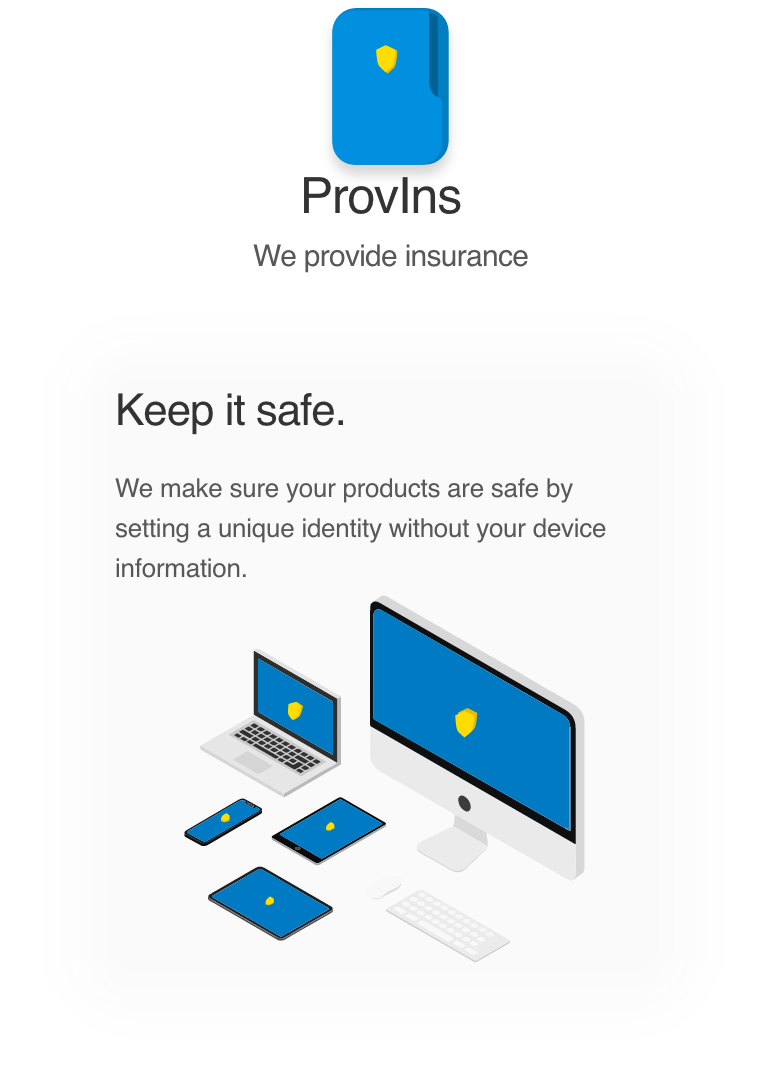 ProvIns
We provide insurance
Keep it safe.
We make sure your products are safe by
setting a unique identity without your device
information.